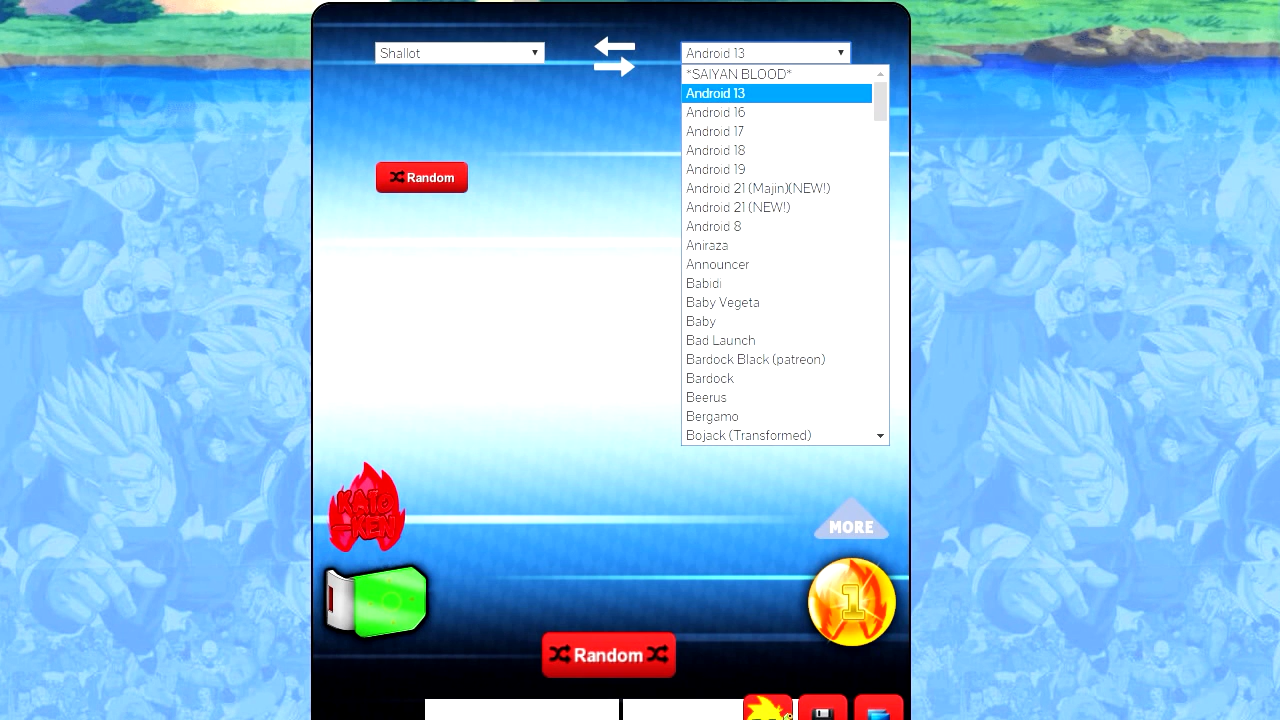 Shallot
Android 13
*SAIYAN BLOOD*
Android 13
Android 16
Android 17
Android 18
Android 19
Android 21 (Majin)(NEW!)
Android 21 (NEW!)
Android 8
Aniraza
Announcer
Babidi
Baby Vegeta
Baby
Bad Launch
Bardock Black (patreon)
Bardock
Beerus
Bergamo
Bojack (Transformed)
Random
KAIO
-KEN
MORE
1
Random